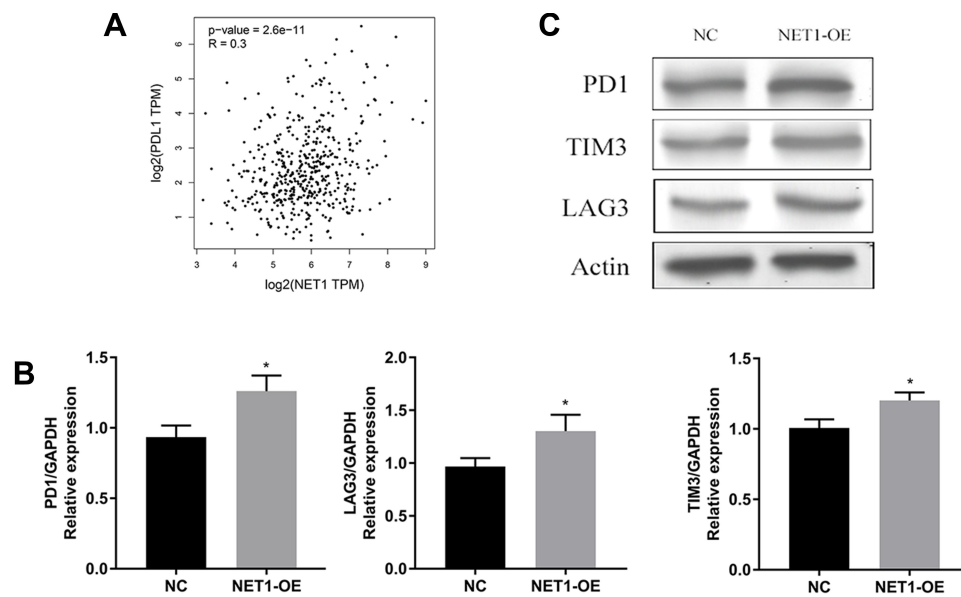 A
p-value = 2.6e-11
R = 0.3
log2(PDL1 TPM)
6
5
4
3
2
1
3 4 5 6 7 8 9
log2(NET1 TPM)
C
NC NET1-OE
PD1
TIM3
LAG3
Actin
B
PD1/GAPDH
Relative expression
1.5
1.0
0.5
0.0
*
NC NET1-OE
LAG3/GAPDH
Relative expression
2.0
1.5
1.0
0.5
0.0
*
NC NET1-OE
TIM3/GAPDH
Relative expression
1.5
1.0
0.5
0.0
*
NC NET1-OE